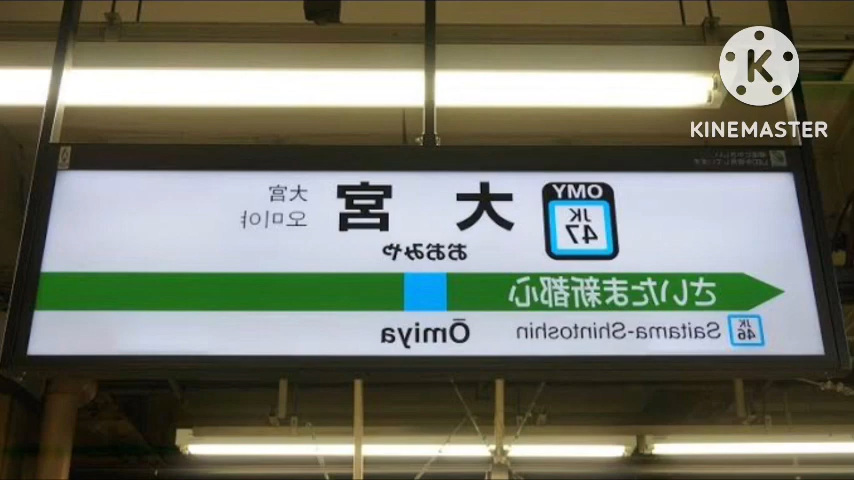 K
KINEMASTER
OMY
JK
47
大宮
おおみや
大宮
오미야
さいたま新都心
Ōmiya
JK
46
Saitama-Shintoshin